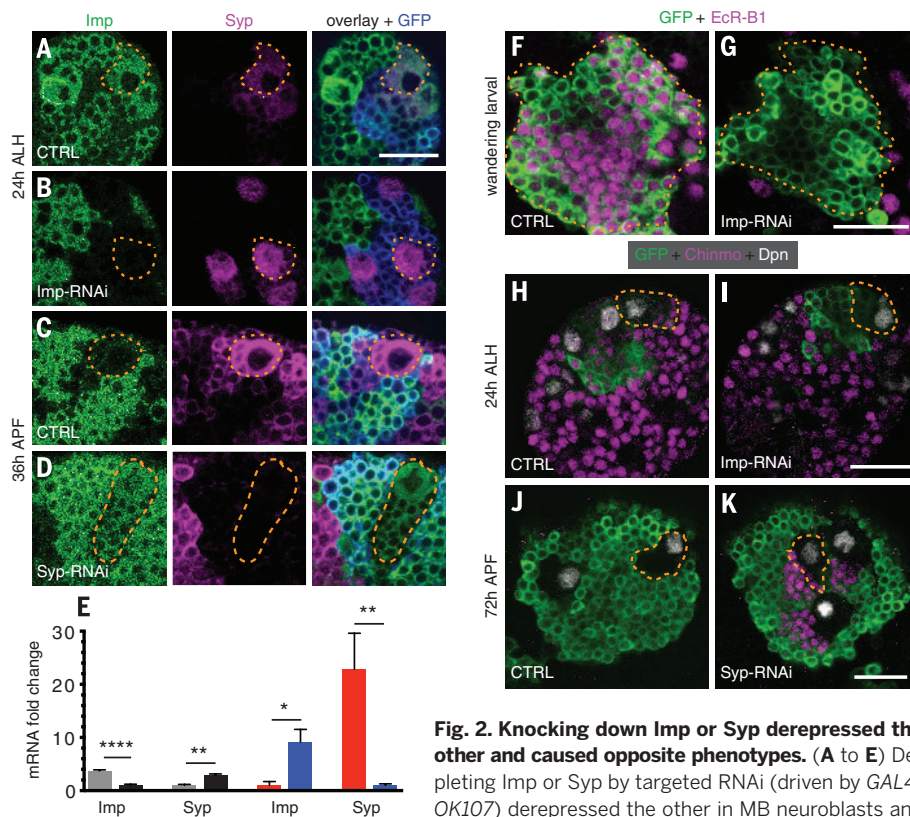 Imp Syp overlay + GFP
A
CTRL
B
Imp-RNAi
24h ALH
C
CTRL
D
Syp-RNAi
36h APF
E
mRNA fold change
30
20
10
0
****
**
*
**
Imp Syp Imp Syp
GFP + EcR-B1
F
CTRL
G
Imp-RNAi
wandering larval
GFP + Chinmo + Dpn
H
CTRL
I
Imp-RNAi
24h ALH
J
CTRL
K
Syp-RNAi
72h APF
Fig. 2. Knocking down Imp or Syp derepressed th
other and caused opposite phenotypes. (A to E) De-
pleting Imp or Syp by targeted RNAi (driven by GAL4
OK107) derepressed the other in MB neuroblasts an